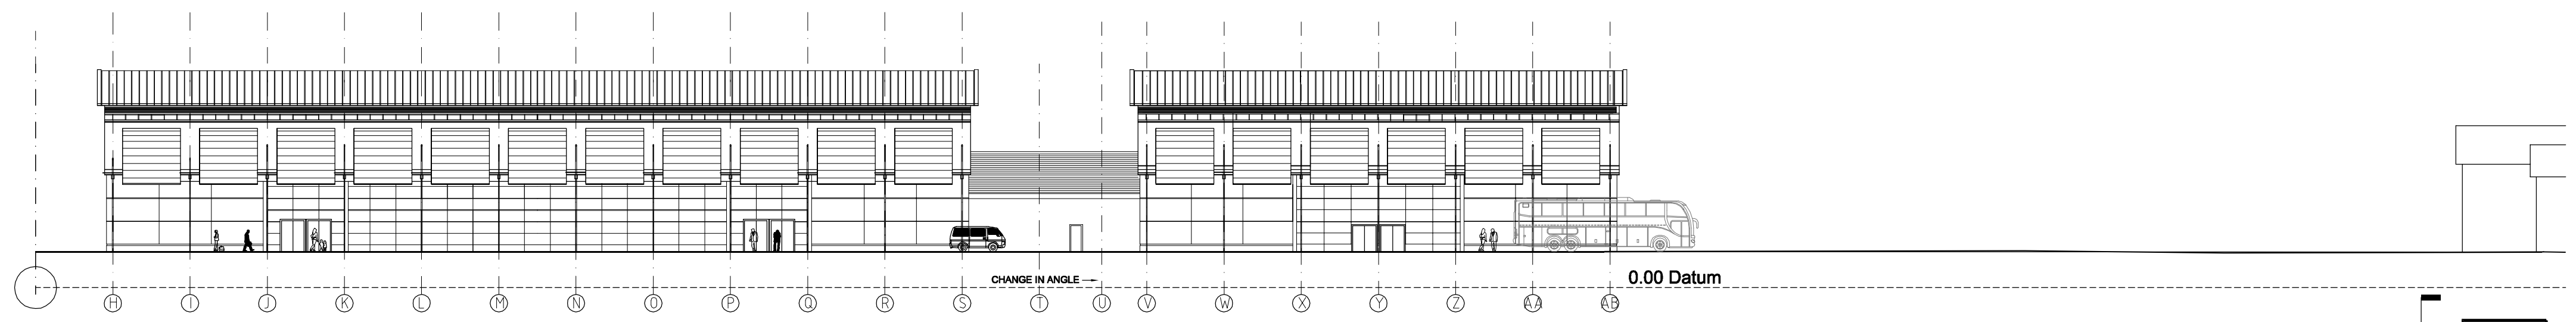 CHANGE IN ANGLE
0.00 Datum
H I J K L M N O P Q R S T U V W X Y Z AA AB